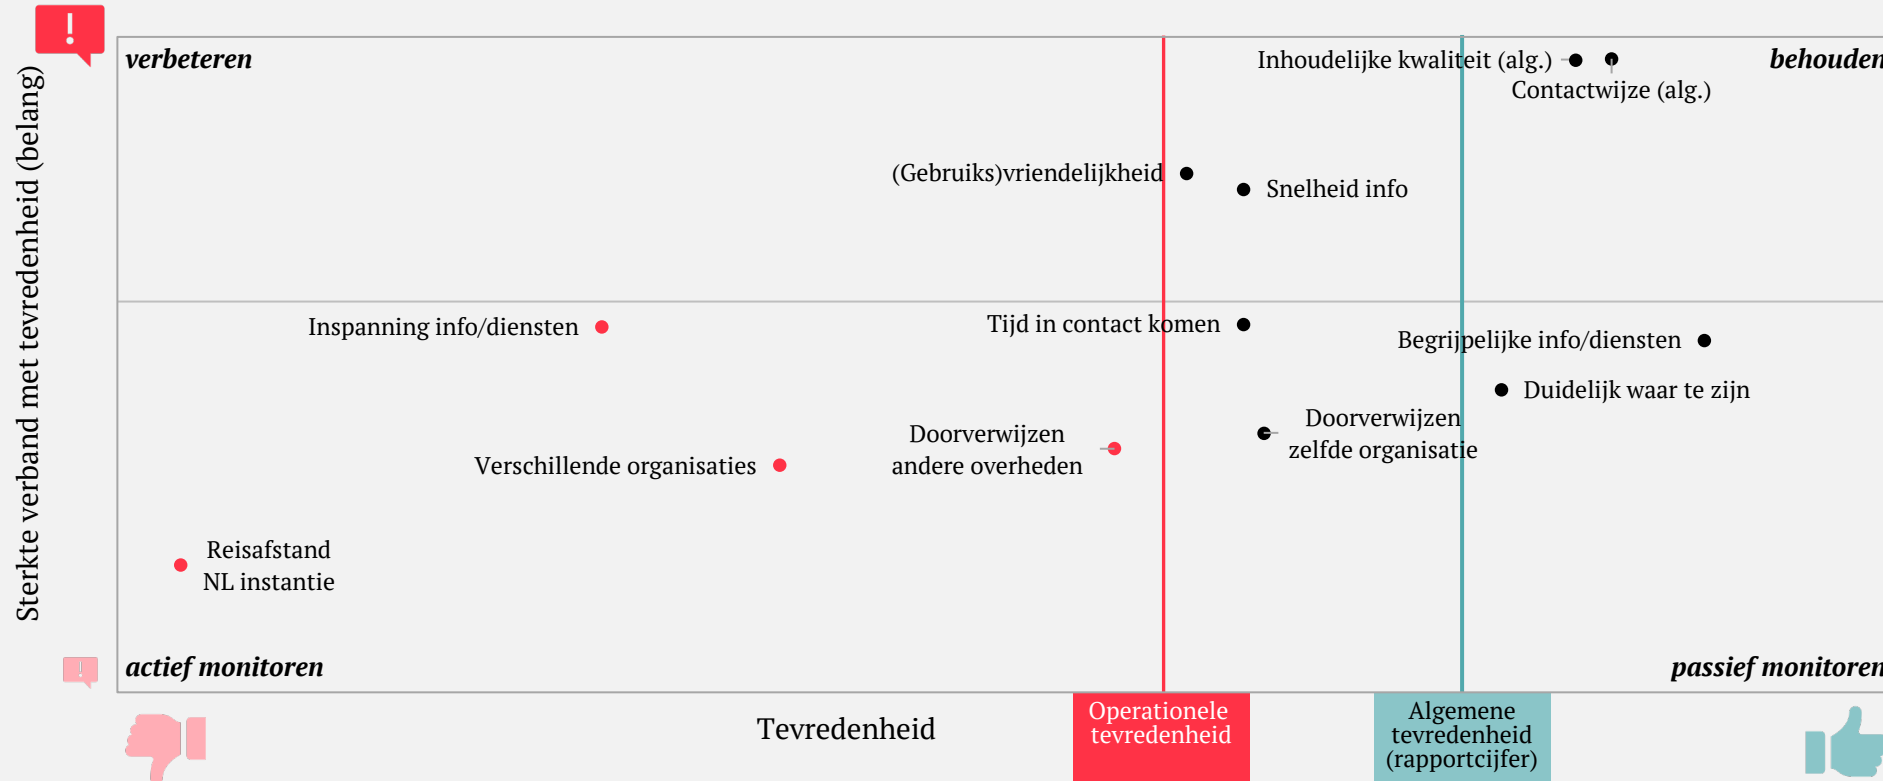 verbeteren
behouden
Inhoudelijke kwaliteit (alg.)
Contactwijze (alg.)
(Gebruiks)vriendelijkheid
Snelheid info
Sterkte verband met tevredenheid (belang)
Inspanning info/diensten
Tijd in contact komen
Begrijpelijke info/diensten
Duidelijk waar te zijn
Doorverwijzen
zelfde organisatie
Doorverwijzen
andere overheden
Verschillende organisaties
Reisafstand
NL instantie
actief monitoren
passief monitoren
Tevredenheid
Operationele
tevredenheid
Algemene
tevredenheid
(rapportcijfer)